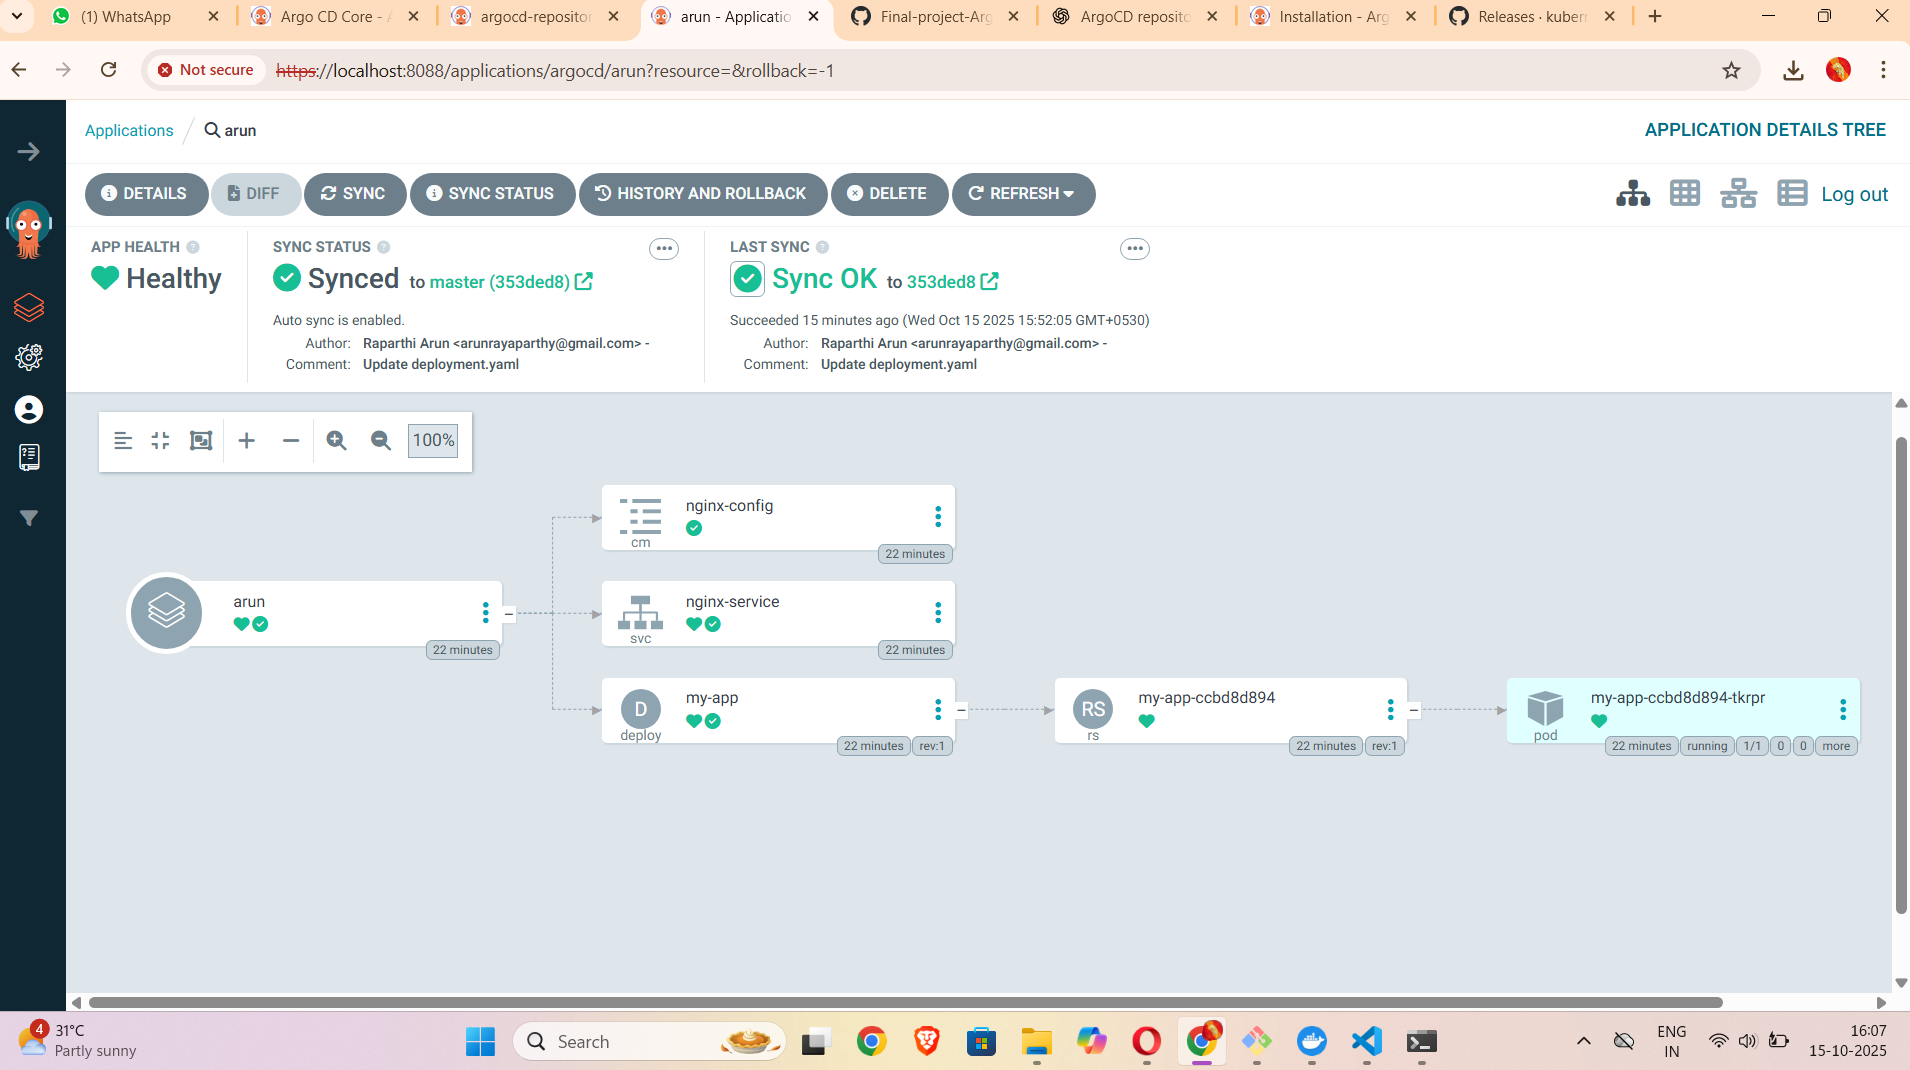 (1) WhatsApp
Argo CD Core - A
argocd-repositor
arun - Applicatio
Final-project-Arg
ArgoCD reposito
Installation - Arg
Releases · kubern
Not secure
https://localhost:8088/applications/argocd/arun?resource=&rollback=-1
Applications
arun
APPLICATION DETAILS TREE
DETAILS
DIFF
SYNC
SYNC STATUS
HISTORY AND ROLLBACK
DELETE
REFRESH
Log out
APP HEALTH
Healthy
SYNC STATUS
Synced to master (353ded8)
Auto sync is enabled.
Author: Raparthi Arun <arunrayaparthy@gmail.com> -
Comment: Update deployment.yaml
LAST SYNC
Sync OK to 353ded8
Succeeded 15 minutes ago (Wed Oct 15 2025 15:52:05 GMT+0530)
Author: Raparthi Arun <arunrayaparthy@gmail.com> -
Comment: Update deployment.yaml
100%
nginx-config
cm
22 minutes
arun
22 minutes
nginx-service
svc
22 minutes
my-app
D
deploy
22 minutes
rev:1
my-app-ccbd8d894
RS
rs
22 minutes
rev:1
my-app-ccbd8d894-tkrpr
pod
22 minutes
running
1/1
0
0
more
4
31°C
Partly sunny
Search
ENG
IN
16:07
15-10-2025